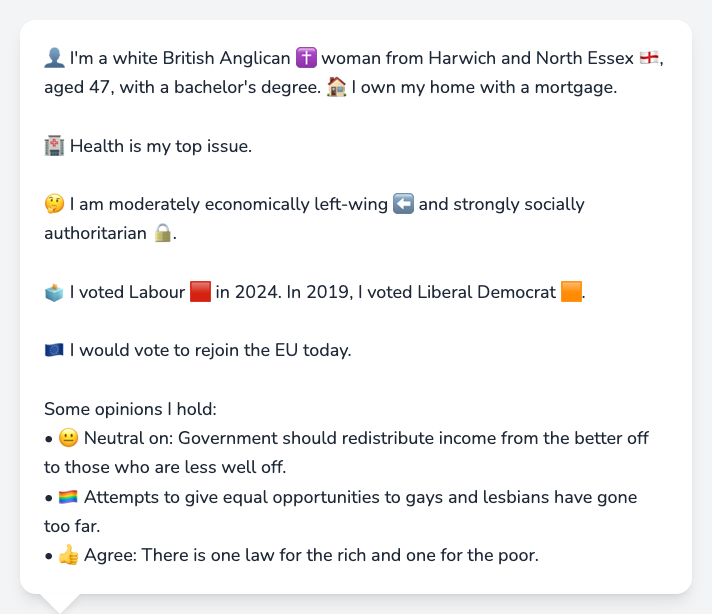 👤 I'm a white British Anglican ✝️ woman from Harwich and North Essex 🏴󠁧󠁢󠁥󠁮󠁧󠁿,
aged 47, with a bachelor's degree. 🏠 I own my home with a mortgage.
🏥 Health is my top issue.
🤔 I am moderately economically left-wing ⬅️ and strongly socially
authoritarian 🔒.
🗳️ I voted Labour 🟥 in 2024. In 2019, I voted Liberal Democrat 🟧.
🇪🇺 I would vote to rejoin the EU today.
Some opinions I hold:
• 😐 Neutral on: Government should redistribute income from the better off
to those who are less well off.
• 🏳️‍🌈 Attempts to give equal opportunities to gays and lesbians have gone
too far.
• 👍 Agree: There is one law for the rich and one for the poor.